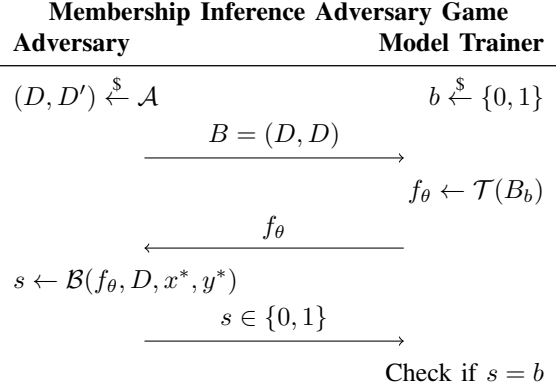 Membership Inference Adversary Game
Adversary Model Trainer
(D, D′) $← A b $← {0, 1}
B = (D, D)
f_θ ← T(B_b)
f_θ
s ← B(f_θ, D, x*, y*)
s ∈ {0, 1}
Check if s = b